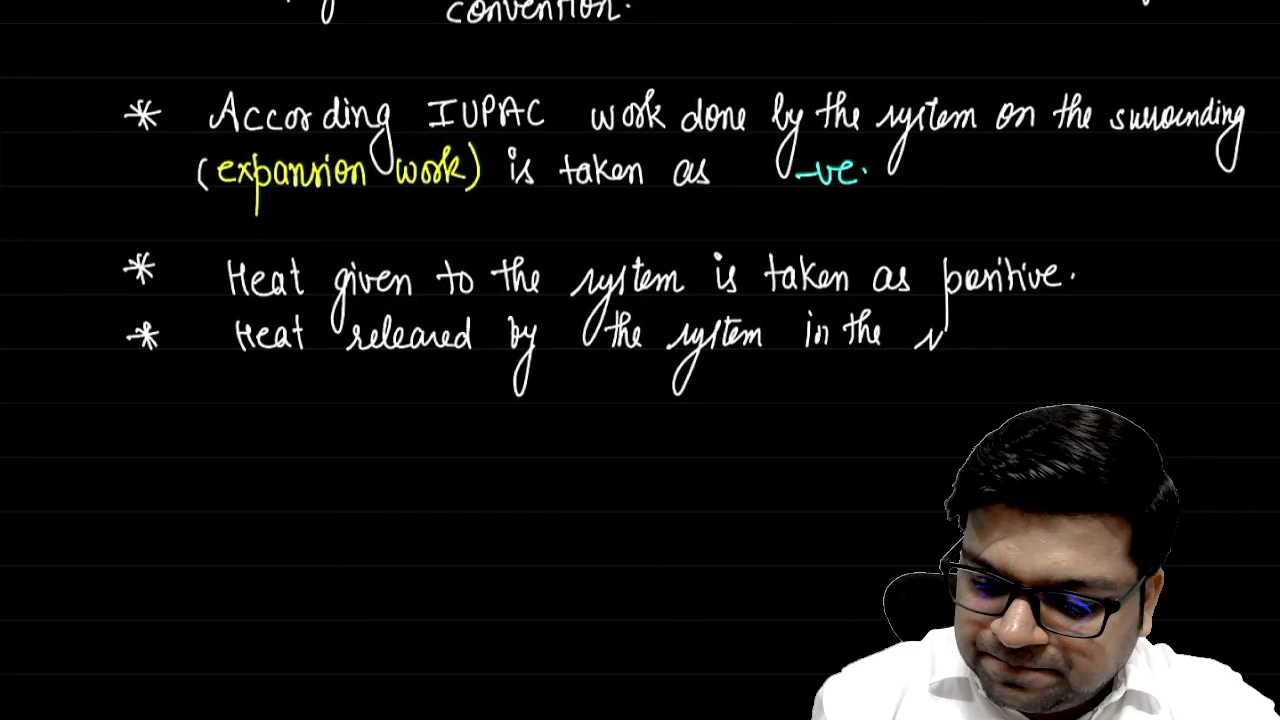 convention.
* According IUPAC work done by the system on the surrounding
(expansion work) is taken as -ve.
* Heat given to the system is taken as positive.
* Heat released by the system in the s